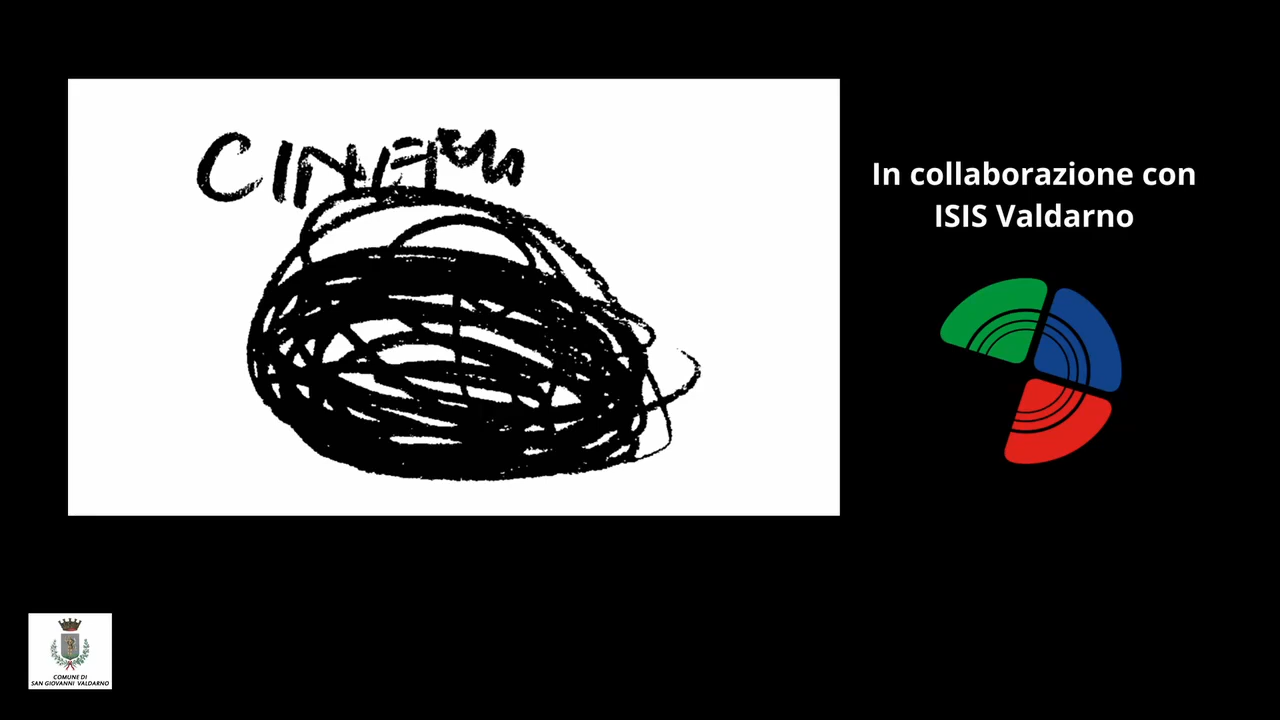 CINEMA
In collaborazione con
ISIS Valdarno
COMUNE DI
SAN GIOVANNI VALDARNO